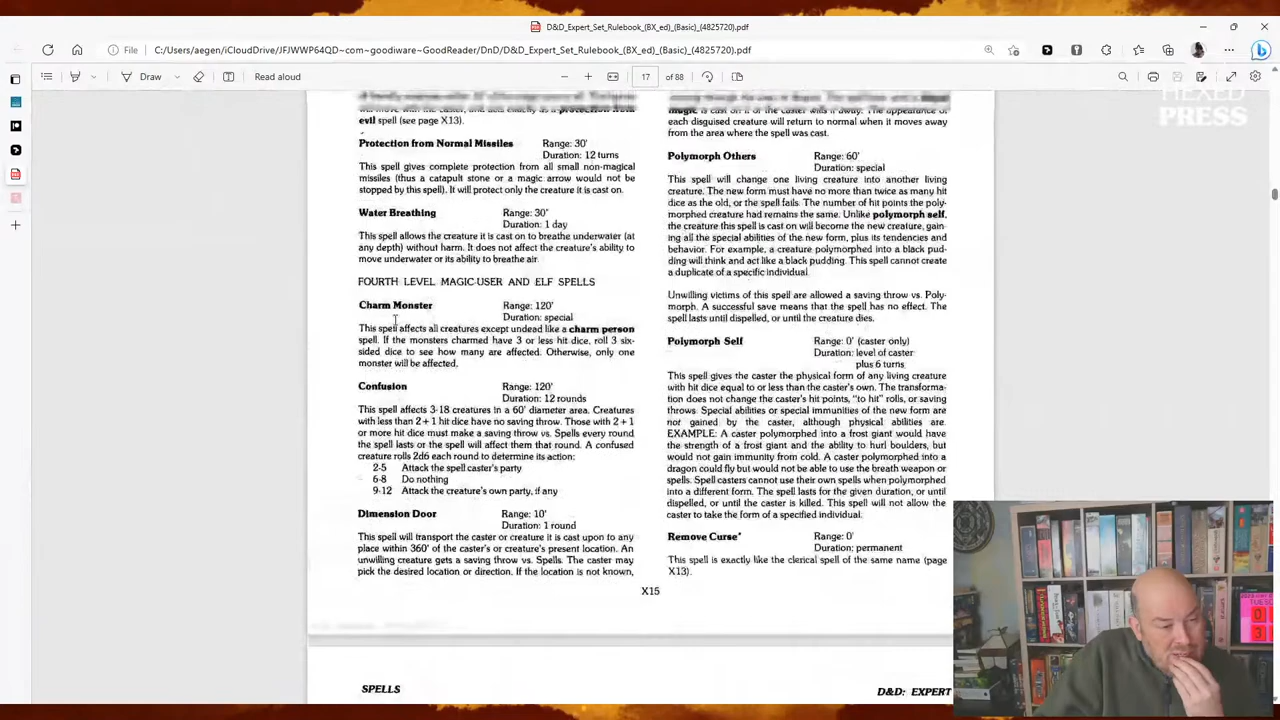 D&D_Expert_Set_Rulebook_(BX_ed)_(Basic)_(4825720).pdf
File
C:/Users/aegen/iCloudDrive/JFJWWP64QD~com~goodiware~GoodReader/DnD/D&D_Expert_Set_Rulebook_(BX_ed)_(Basic)_(4825720).pdf
Draw
Read aloud
17 of 88
HEXED
PRESS
evil spell (see page X13).
Protection from Normal Missiles Range: 30'
Duration: 12 turns
This spell gives complete protection from all small non-magical
missiles (thus a catapult stone or a magic arrow would not be
stopped by this spell). It will protect only the creature it is cast on.
Water Breathing Range: 30'
Duration: 1 day
This spell allows the creature it is cast on to breathe underwater (at
any depth) without harm. It does not affect the creature's ability to
move underwater or its ability to breathe air.
FOURTH LEVEL MAGIC-USER AND ELF SPELLS
Charm Monster Range: 120'
Duration: special
This spell affects all creatures except undead like a charm person
spell. If the monsters charmed have 3 or less hit dice, roll 3 six-
sided dice to see how many are affected. Otherwise, only one
monster will be affected.
Confusion Range: 120'
Duration: 12 rounds
This spell affects 3-18 creatures in a 60' diameter area. Creatures
with less than 2 + 1 hit dice have no saving throw. Those with 2 + 1
or more hit dice must make a saving throw vs. Spells every round
the spell lasts or the spell will affect them that round. A confused
creature rolls 2d6 each round to determine its action:
2-5 Attack the spell caster's party
6-8 Do nothing
9-12 Attack the creature's own party, if any
Dimension Door Range: 10'
Duration: 1 round
This spell will transport the caster or creature it is cast upon to any
place within 360' of the caster's or creature's present location. An
unwilling creature gets a saving throw vs. Spells. The caster may
pick the desired location or direction. If the location is not known,
magic is cast on it or the caster wills it away. The appearance of
each disguised creature will return to normal when it moves away
from the area where the spell was cast.
Polymorph Others Range: 60'
Duration: special
This spell will change one living creature into another living
creature. The new form must have no more than twice as many hit
dice as the old, or the spell fails. The number of hit points the poly-
morphed creature had remains the same. Unlike polymorph self,
the creature this spell is cast on will become the new creature, gain-
ing all the special abilities of the new form, plus its tendencies and
behavior. For example, a creature polymorphed into a black pud-
ding will think and act like a black pudding. This spell cannot create
a duplicate of a specific individual.
Unwilling victims of this spell are allowed a saving throw vs. Poly-
morph. A successful save means that the spell has no effect. The
spell lasts until dispelled, or until the creature dies.
Polymorph Self Range: 0' (caster only)
Duration: level of caster
plus 6 turns
This spell gives the caster the physical form of any living creature
with hit dice equal to or less than the caster's own. The transforma-
tion does not change the caster's hit points, "to hit" rolls, or saving
throws. Special abilities or special immunities of the new form are
not gained by the caster, although physical abilities are.
EXAMPLE: A caster polymorphed into a frost giant would have
the strength of a frost giant and the ability to hurl boulders, but
would not gain immunity from cold. A caster polymorphed into a
dragon could fly but would not be able to use the breath weapon or
spells. Spell casters cannot use their own spells when polymorphed
into a different form. The spell lasts for the given duration, or until
dispelled, or until the caster is killed. This spell will not allow the
caster to take the form of a specified individual.
Remove Curse* Range: 0'
Duration: permanent
This spell is exactly like the clerical spell of the same name (page
X13).
X15
SPELLS
D&D: EXPERT